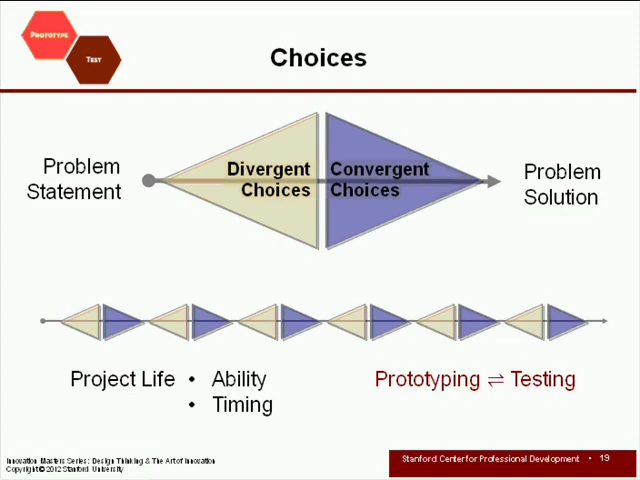 PROTOTYPE
TEST
Choices
Problem
Statement
Divergent
Choices
Convergent
Choices
Problem
Solution
Project Life • Ability
• Timing
Prototyping ⇌ Testing
Innovation Masters Series: Design Thinking & The Art of Innovation
Copyright © 2012 Stanford University
Stanford Center for Professional Development • 19